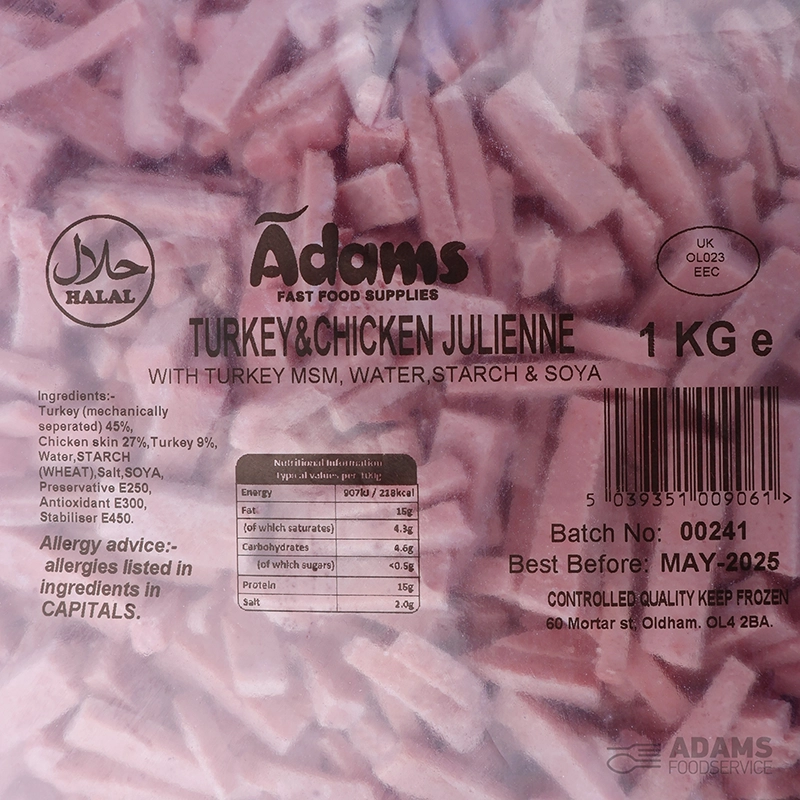 حلال
HALAL
Adams
FAST FOOD SUPPLIES
UK
OL023
EEC
TURKEY&CHICKEN JULIENNE
1 KG e
WITH TURKEY MSM, WATER,STARCH & SOYA
Ingredients:-
Turkey (mechanically
seperated) 45%,
Chicken skin 27%,Turkey 9%,
Water,STARCH
(WHEAT),Salt,SOYA,
Preservative E250,
Antioxidant E300,
Stabiliser E450.
Allergy advice:-
allergies listed in
ingredients in
CAPITALS.
Nutritional Information
Typical values per 100g
Energy 907kJ / 218kcal
Fat 15g
(of which saturates) 4.3g
Carbohydrates 4.6g
(of which sugars) <0.5g
Protein 15g
Salt 2.0g
5 039351 009061 >
Batch No: 00241
Best Before: MAY-2025
CONTROLLED QUALITY KEEP FROZEN
60 Mortar st, Oldham. OL4 2BA.
ADAMS
FOODSERVICE